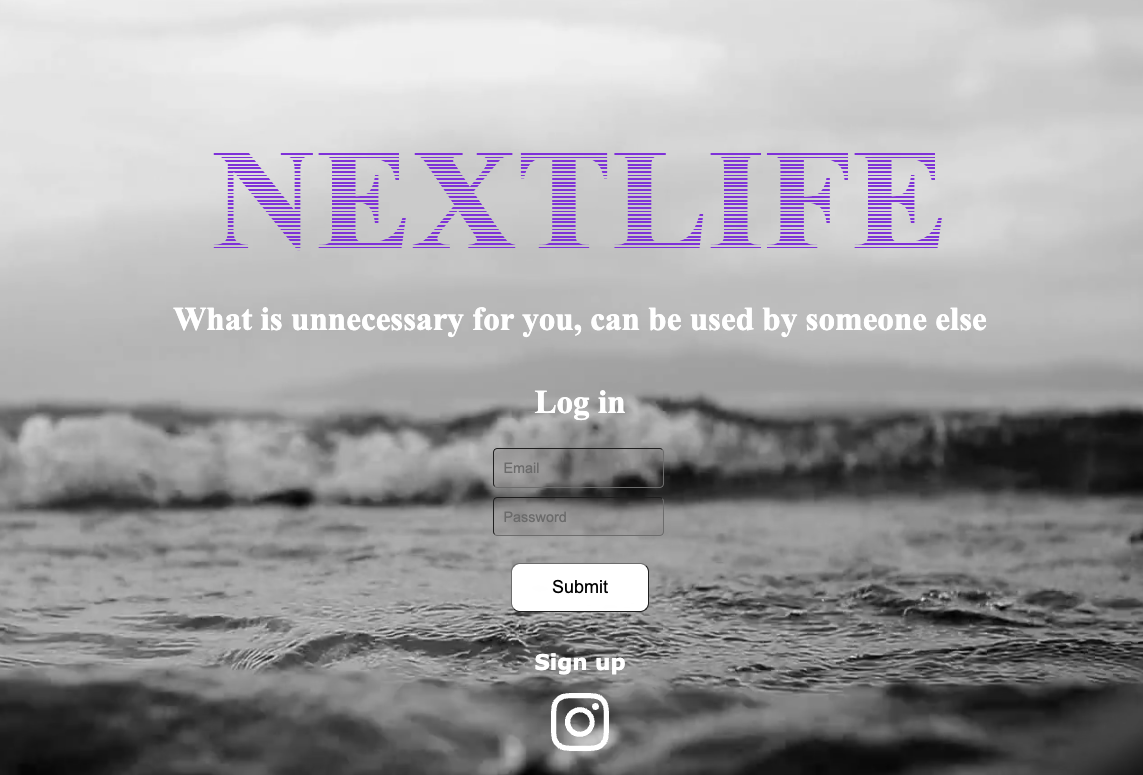 NEXTLIFE
What is unnecessary for you, can be used by someone else
Log in
Email
Password
Submit
Sign up